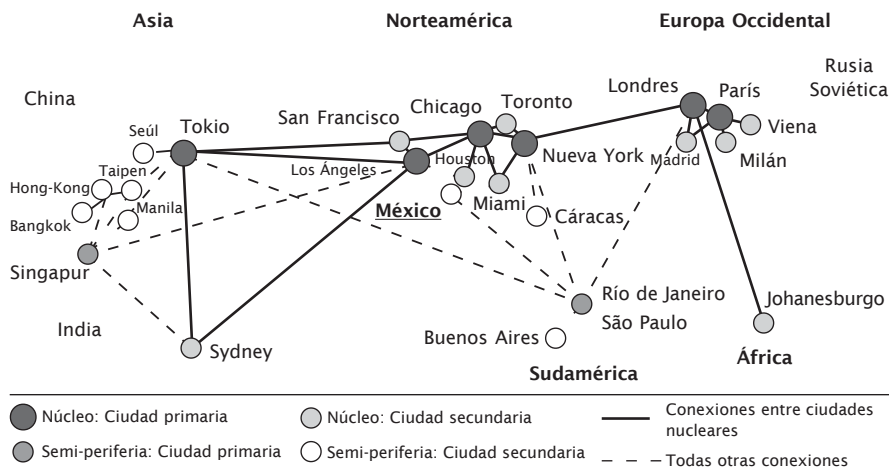 Asia
Norteamérica
Europa Occidental
Rusia
Soviética
China
Londres
París
Chicago
Toronto
San Francisco
Tokio
Seúl
Viena
Nueva York
Madrid
Milán
Houston
Los Ángeles
Taipen
Hong-Kong
Manila
Bangkok
México
Miami
Cáracas
Singapur
Río de Janeiro
São Paulo
Johanesburgo
India
Sydney
Buenos Aires
África
Sudamérica
Núcleo: Ciudad primaria
Núcleo: Ciudad secundaria
Conexiones entre ciudades
nucleares
Semi-periferia: Ciudad primaria
Semi-periferia: Ciudad secundaria
Todas otras conexiones